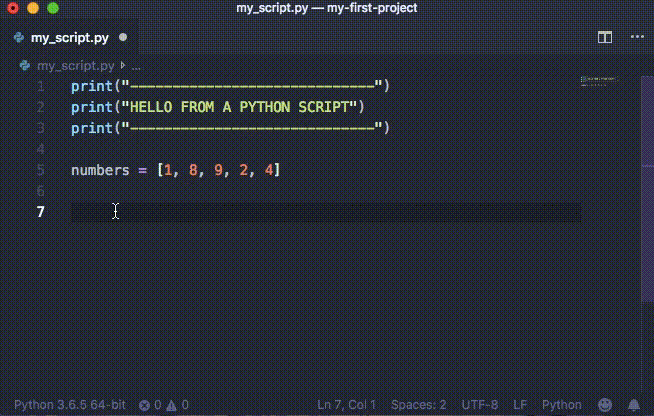 my_script.py — my-first-project
my_script.py
my_script.py ...
1 print("-----------------------------")
2 print("HELLO FROM A PYTHON SCRIPT")
3 print("-----------------------------")
4
5 numbers = [1, 8, 9, 2, 4]
6
7
Python 3.6.5 64-bit 0 0 Ln 7, Col 1 Spaces: 2 UTF-8 LF Python